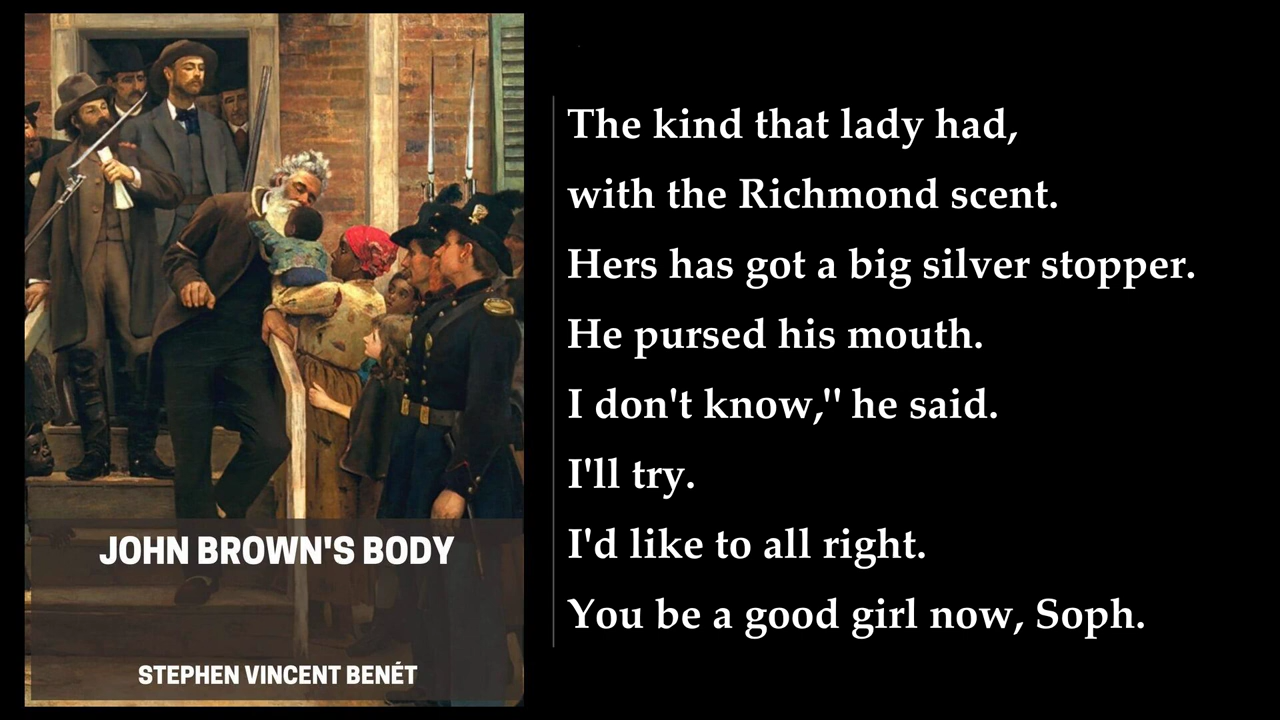 JOHN BROWN'S BODY
STEPHEN VINCENT BENÉT
The kind that lady had,
with the Richmond scent.
Hers has got a big silver stopper.
He pursed his mouth.
I don't know," he said.
I'll try.
I'd like to all right.
You be a good girl now, Soph.